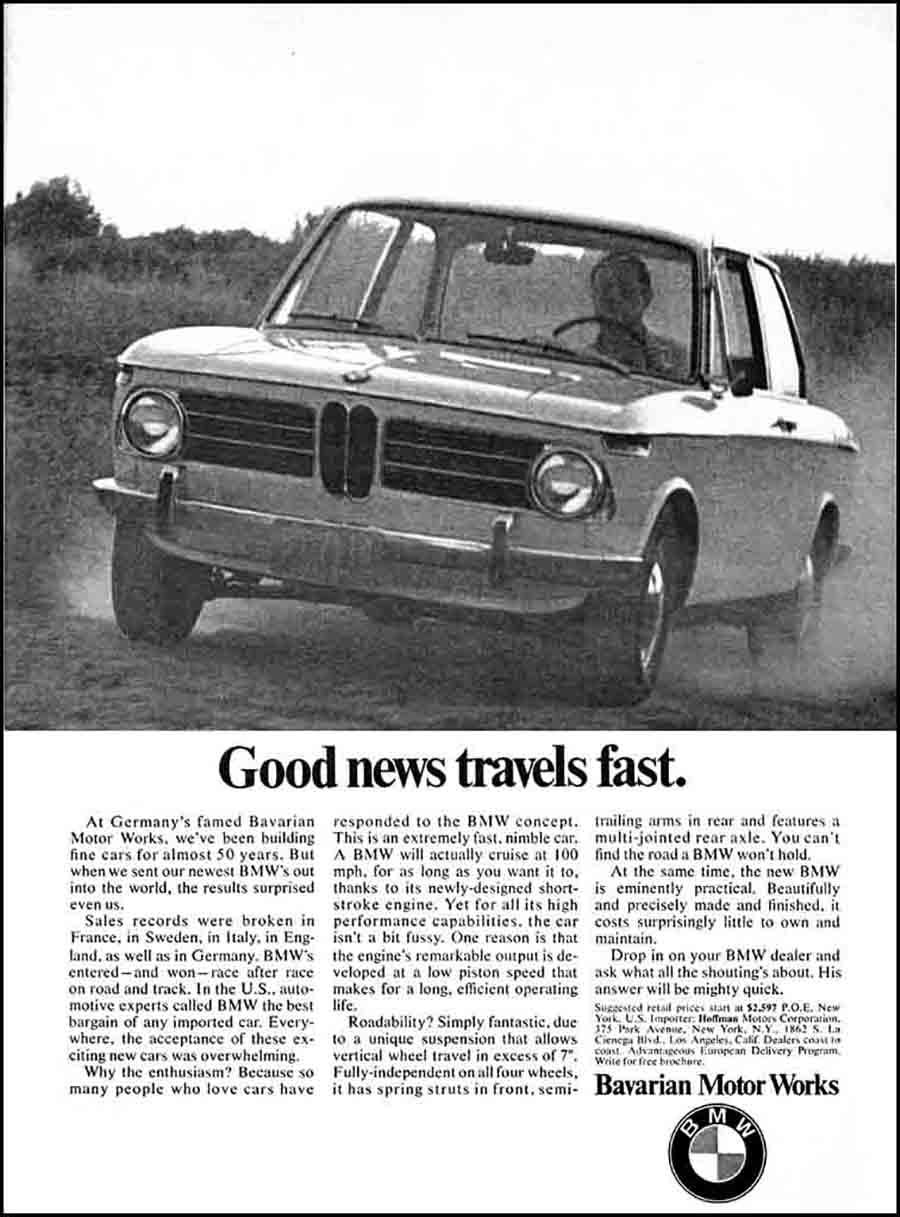 Good news travels fast.
At Germany's famed Bavarian
Motor Works, we've been building
fine cars for almost 50 years. But
when we sent our newest BMW's out
into the world, the results surprised
even us.
Sales records were broken in
France, in Sweden, in Italy, in Eng-
land, as well as in Germany. BMW's
entered—and won—race after race
on road and track. In the U.S., auto-
motive experts called BMW the best
bargain of any imported car. Every-
where, the acceptance of these ex-
citing new cars was overwhelming.
Why the enthusiasm? Because so
many people who love cars have
responded to the BMW concept.
This is an extremely fast, nimble car.
A BMW will actually cruise at 100
mph, for as long as you want it to,
thanks to its newly-designed short-
stroke engine. Yet for all its high
performance capabilities, the car
isn't a bit fussy. One reason is that
the engine's remarkable output is de-
veloped at a low piston speed that
makes for a long, efficient operating
life.
Roadability? Simply fantastic, due
to a unique suspension that allows
vertical wheel travel in excess of 7".
Fully-independent on all four wheels,
it has spring struts in front, semi-
trailing arms in rear and features a
multi-jointed rear axle. You can't
find the road a BMW won't hold.
At the same time, the new BMW
is eminently practical. Beautifully
and precisely made and finished, it
costs surprisingly little to own and
maintain.
Drop in on your BMW dealer and
ask what all the shouting's about. His
answer will be mighty quick.
Suggested retail prices start at $2,597 P.O.E. New
York. U.S. Importer: Hoffman Motors Corporation,
375 Park Avenue, New York, N.Y., 1862 S. La
Cienega Blvd., Los Angeles, Calif. Dealers coast to
coast. Advantageous European Delivery Program.
Write for free brochure.
Bavarian Motor Works
BMW